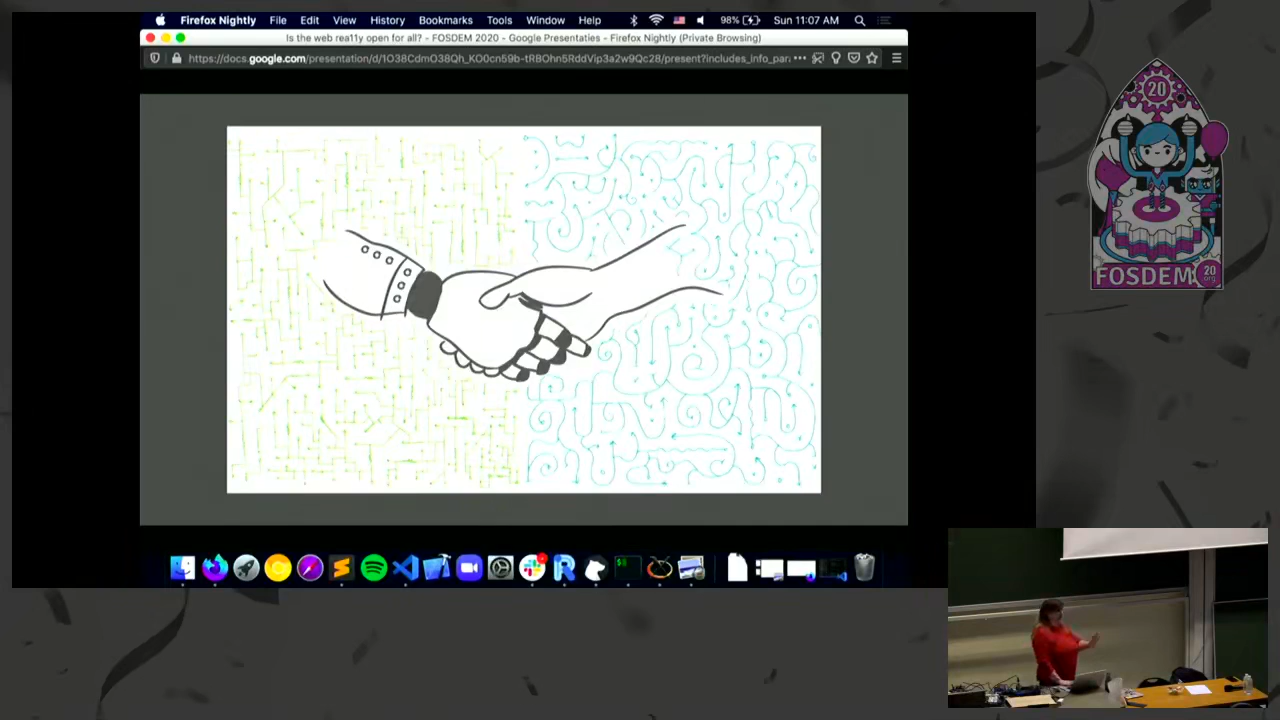 Firefox Nightly File Edit View History Bookmarks Tools Window Help 98% Sun 11:07 AM
Is the web rea11y open for all? - FOSDEM 2020 - Google Presentaties - Firefox Nightly (Private Browsing)
https://docs.google.com/presentation/d/1O38CdmO38Qh_KO0cn59b-tRBOhn5RddVip3a2w9Qc28/present?includes_info_par
20
FOSDEM
20
.org